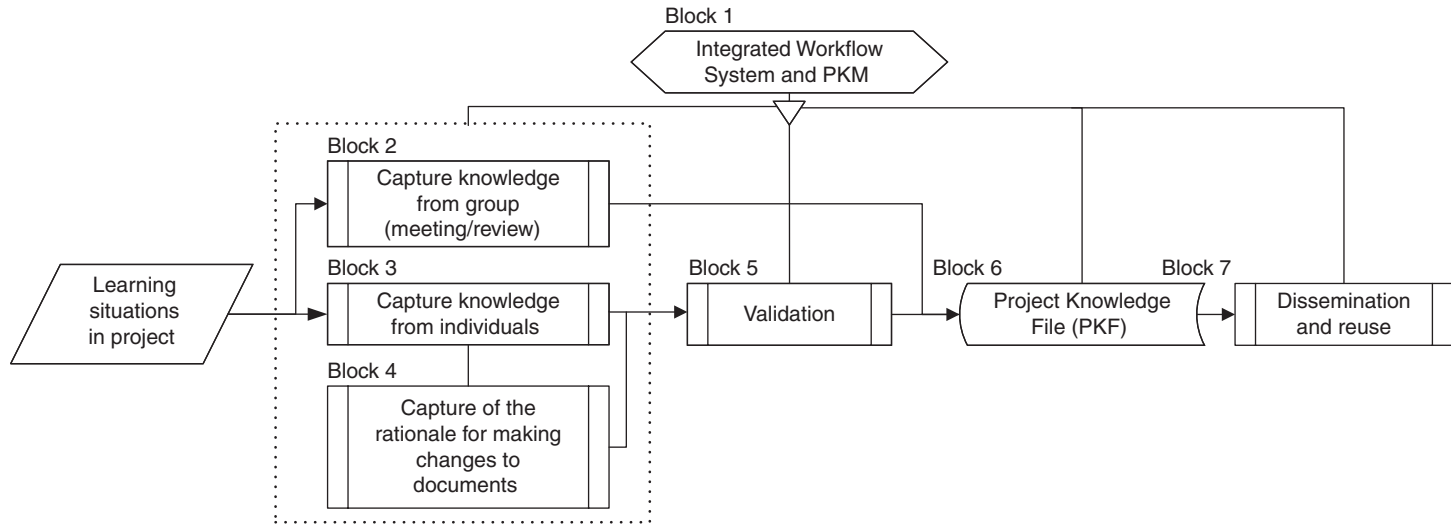 Block 1
Integrated Workflow
System and PKM
Block 2
Capture knowledge
from group
(meeting/review)
Learning
situations
in project
Block 3
Capture knowledge
from individuals
Block 4
Capture of the
rationale for making
changes to
documents
Block 5
Validation
Block 6
Project Knowledge
File (PKF)
Block 7
Dissemination
and reuse